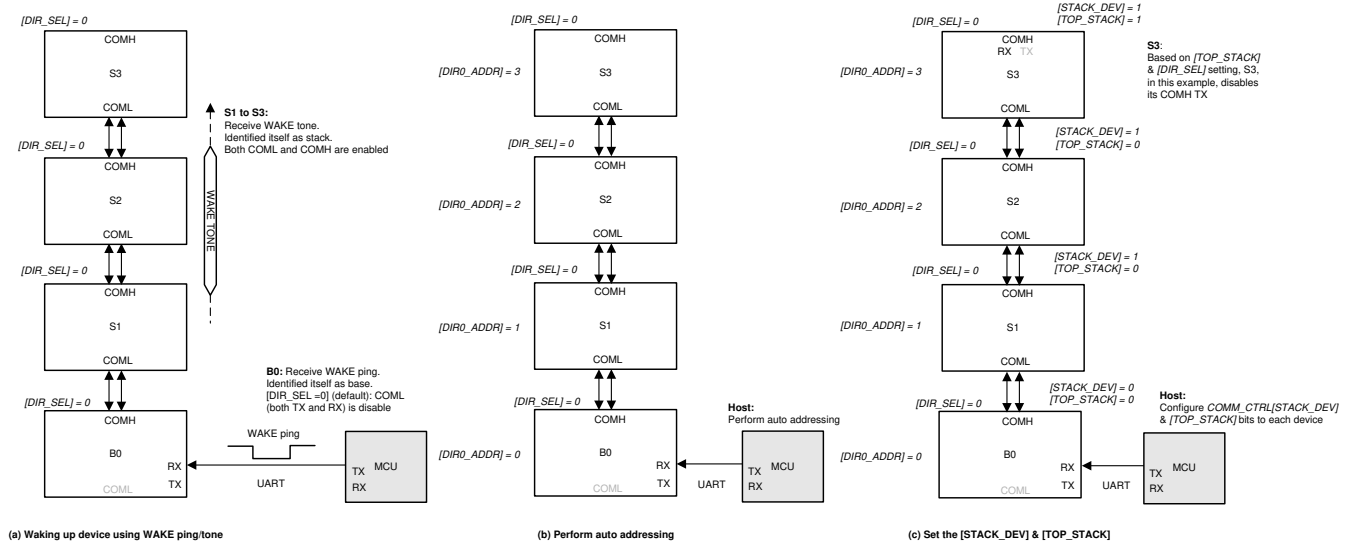 [DIR_SEL] = 0
COMH
S3
COML
S1 to S3:
Receive WAKE tone.
Identified itself as stack.
Both COML and COMH are enabled
WAKE TONE
[DIR_SEL] = 0
COMH
S2
COML
[DIR_SEL] = 0
COMH
S1
COML
B0: Receive WAKE ping.
Identified itself as base.
[DIR_SEL =0] (default): COML
(both TX and RX) is disable
[DIR_SEL] = 0
COMH
B0
RX
TX
COML
WAKE ping
UART
TX MCU
RX
(a) Waking up device using WAKE ping/tone
[DIR_SEL] = 0
COMH
[DIR0_ADDR] = 3
S3
COML
[DIR_SEL] = 0
COMH
[DIR0_ADDR] = 2
S2
COML
[DIR_SEL] = 0
COMH
[DIR0_ADDR] = 1
S1
COML
[DIR_SEL] = 0
COMH
[DIR0_ADDR] = 0
B0
RX
TX
COML
Host:
Perform auto addressing
UART
TX MCU
RX
(b) Perform auto addressing
[DIR_SEL] = 0
[STACK_DEV] = 1
[TOP_STACK] = 1
COMH
RX TX
[DIR0_ADDR] = 3
S3
COML
S3:
Based on [TOP_STACK]
& [DIR_SEL] setting, S3,
in this example, disables
its COMH TX
[STACK_DEV] = 1
[TOP_STACK] = 0
[DIR_SEL] = 0
COMH
[DIR0_ADDR] = 2
S2
COML
[STACK_DEV] = 1
[TOP_STACK] = 0
[DIR_SEL] = 0
COMH
[DIR0_ADDR] = 1
S1
COML
[STACK_DEV] = 0
[TOP_STACK] = 0
[DIR_SEL] = 0
COMH
[DIR0_ADDR] = 0
B0
RX
TX
COML
Host:
Configure COMM_CTRL[STACK_DEV]
& [TOP_STACK] bits to each device
UART
TX MCU
RX
(c) Set the [STACK_DEV] & [TOP_STACK]